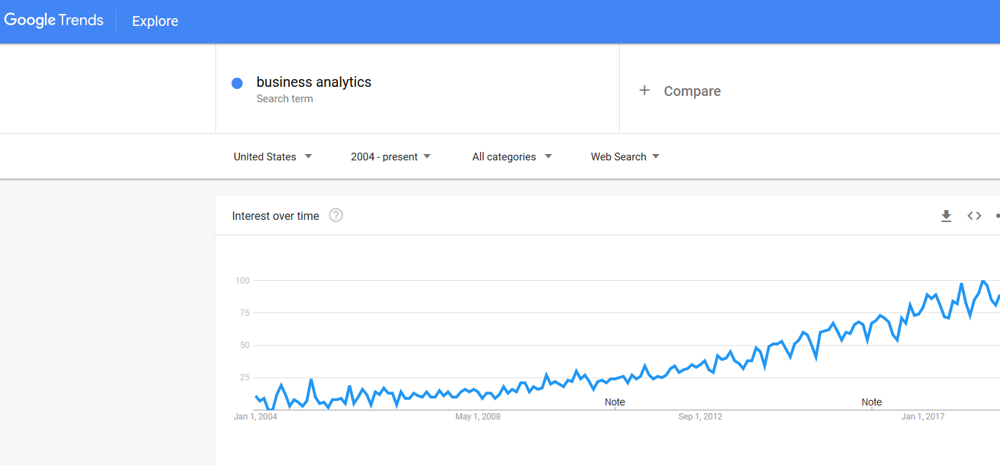 Google Trends Explore
business analytics
Search term
+ Compare
United States 2004 - present All categories Web Search
Interest over time ?
100
75
50
25
Note Note
Jan 1, 2004 May 1, 2008 Sep 1, 2012 Jan 1, 2017